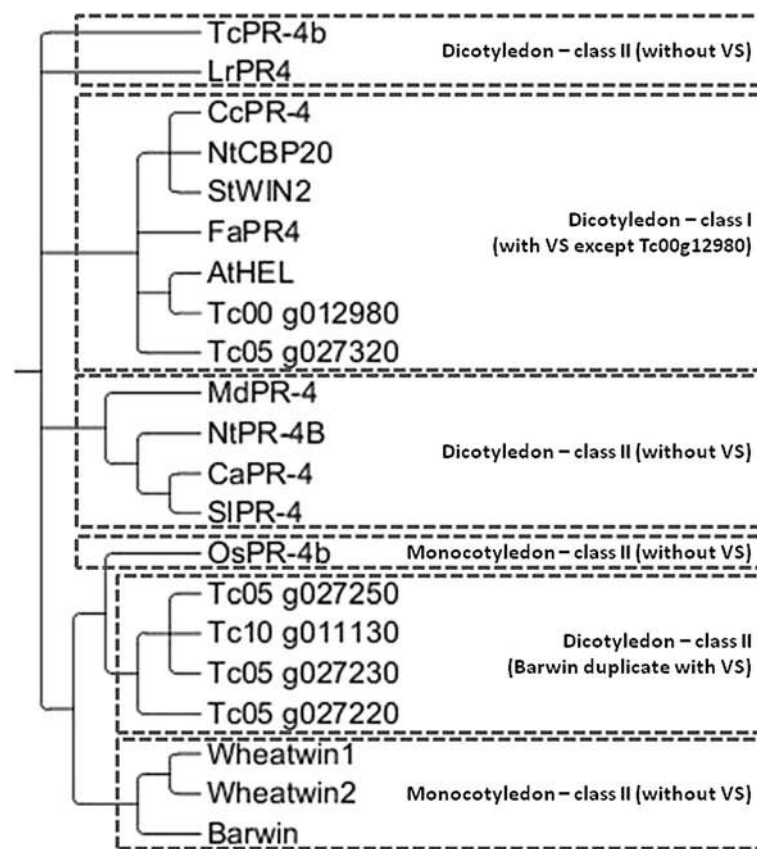 TcPR-4b
Dicotyledon – class II (without VS)
LrPR4
CcPR-4
NtCBP20
StWIN2
Dicotyledon – class I
(with VS except Tc00g12980)
FaPR4
AtHEL
Tc00 g012980
Tc05 g027320
MdPR-4
NtPR-4B
Dicotyledon – class II (without VS)
CaPR-4
SlPR-4
OsPR-4b
Monocotyledon – class II (without VS)
Tc05 g027250
Tc10 g011130
Dicotyledon – class II
(Barwin duplicate with VS)
Tc05 g027230
Tc05 g027220
Wheatwin1
Wheatwin2
Monocotyledon – class II (without VS)
Barwin